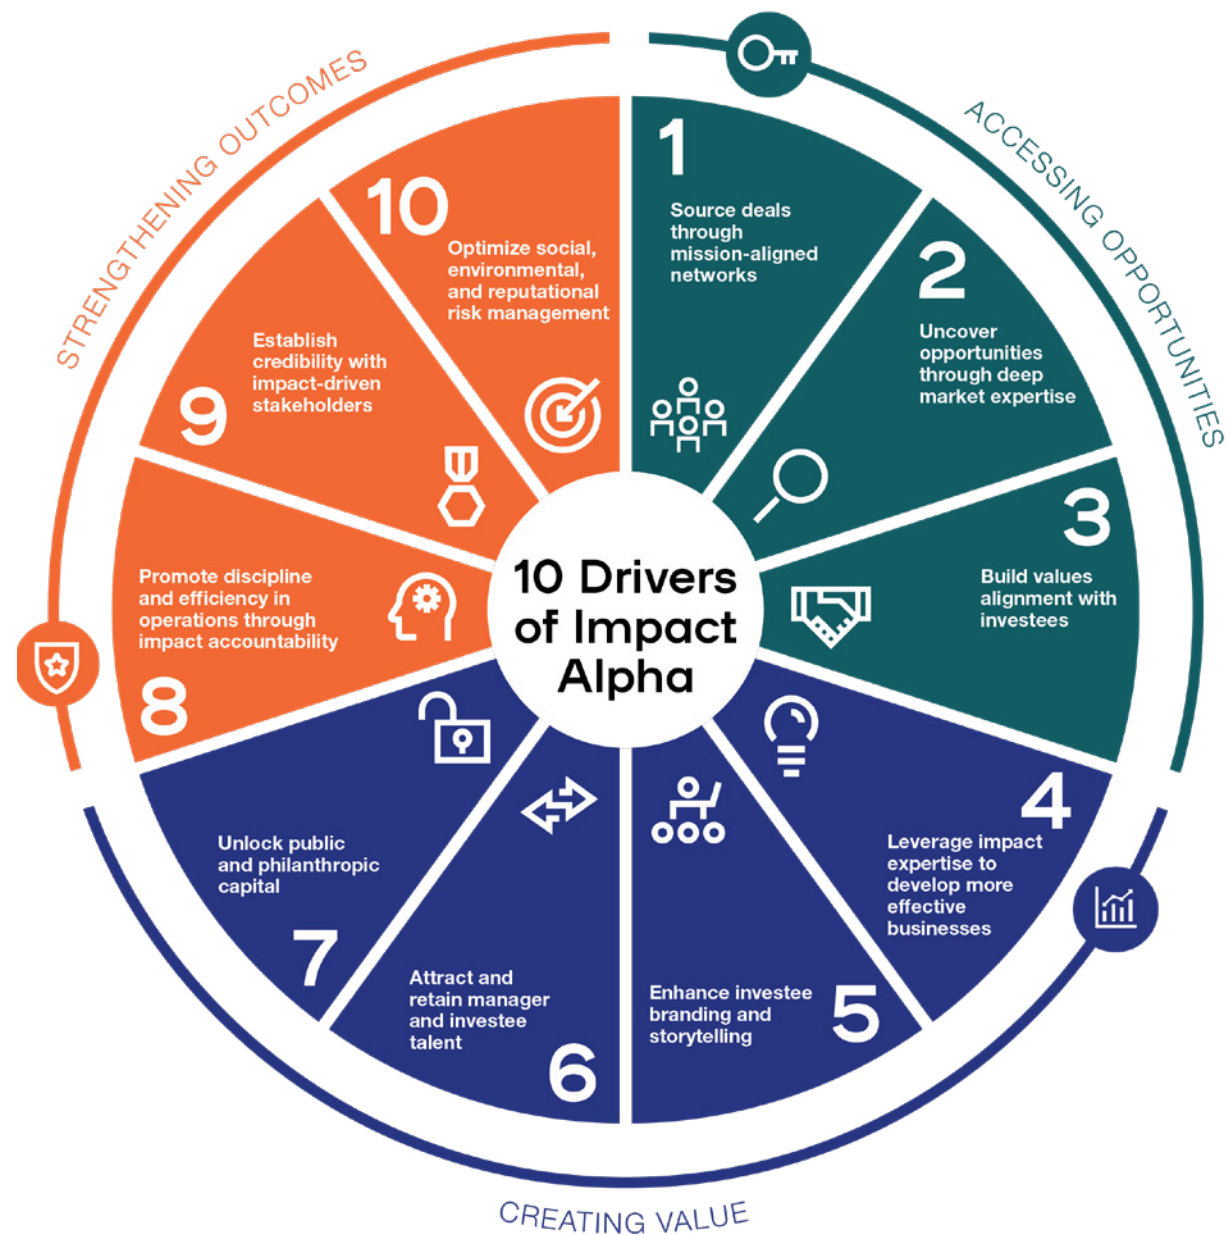 10 Drivers
of Impact
Alpha
ACCESSING OPPORTUNITIES
1
Source deals
through
mission-aligned
networks
2
Uncover
opportunities
through deep
market expertise
3
Build values
alignment with
investees
CREATING VALUE
4
Leverage impact
expertise to
develop more
effective
businesses
5
Enhance investee
branding and
storytelling
6
Attract and
retain manager
and investee
talent
7
Unlock public
and philanthropic
capital
STRENGTHENING OUTCOMES
8
Promote discipline
and efficiency in
operations through
impact accountability
9
Establish
credibility with
impact-driven
stakeholders
10
Optimize social,
environmental,
and reputational
risk management